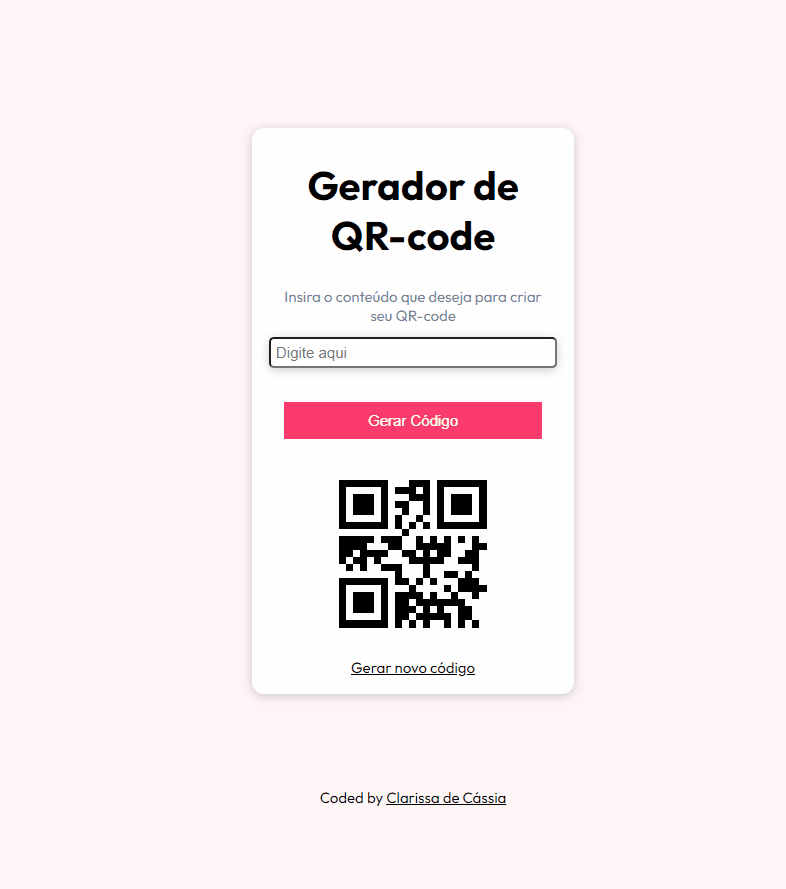 Gerador de
QR-code
Insira o conteúdo que deseja para criar
seu QR-code
Digite aqui
Gerar Código
Gerar novo código
Coded by Clarissa de Cássia